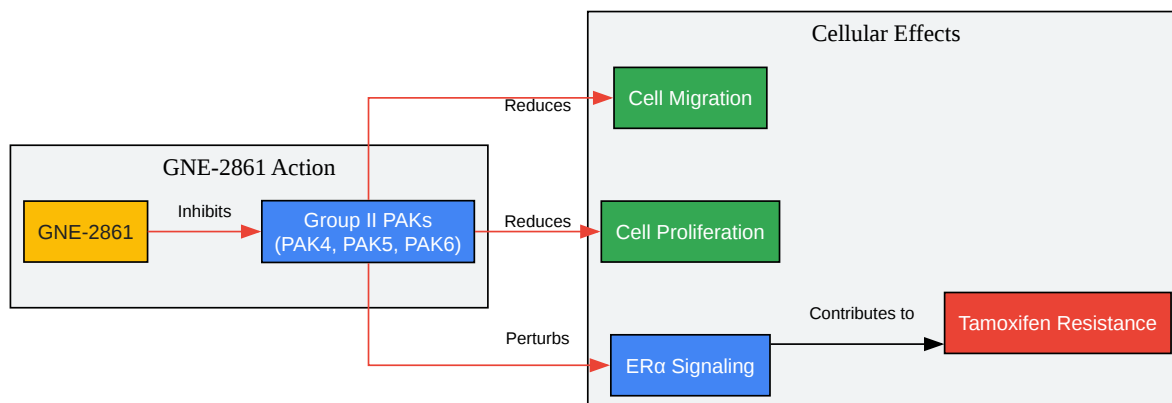 Cellular Effects
Cell Migration
Reduces
GNE-2861 Action
GNE-2861
Inhibits
Group II PAKs
(PAK4, PAK5, PAK6)
Reduces
Cell Proliferation
Perturbs
ERα Signaling
Contributes to
Tamoxifen Resistance